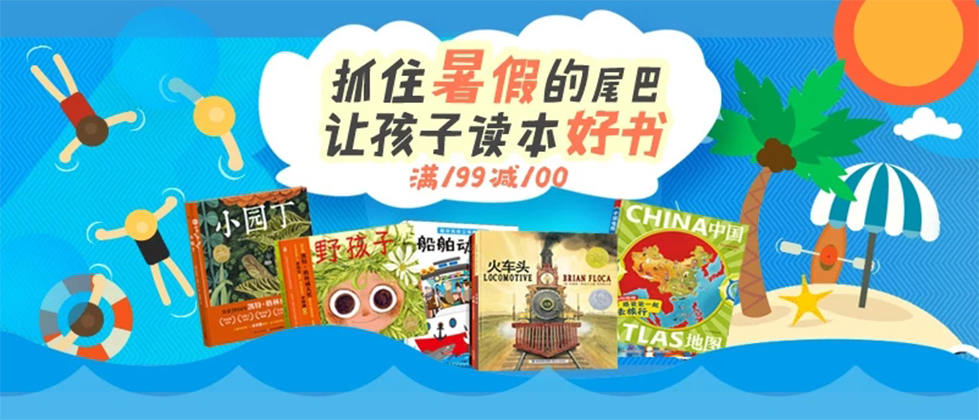 抓住暑假的尾巴
让孩子读本好书
满199减100
小园丁
野孩子
船舶动
火车头
LOCOMOTIVE
BRIAN FLOCA
CHINA中国
ATLAS地图